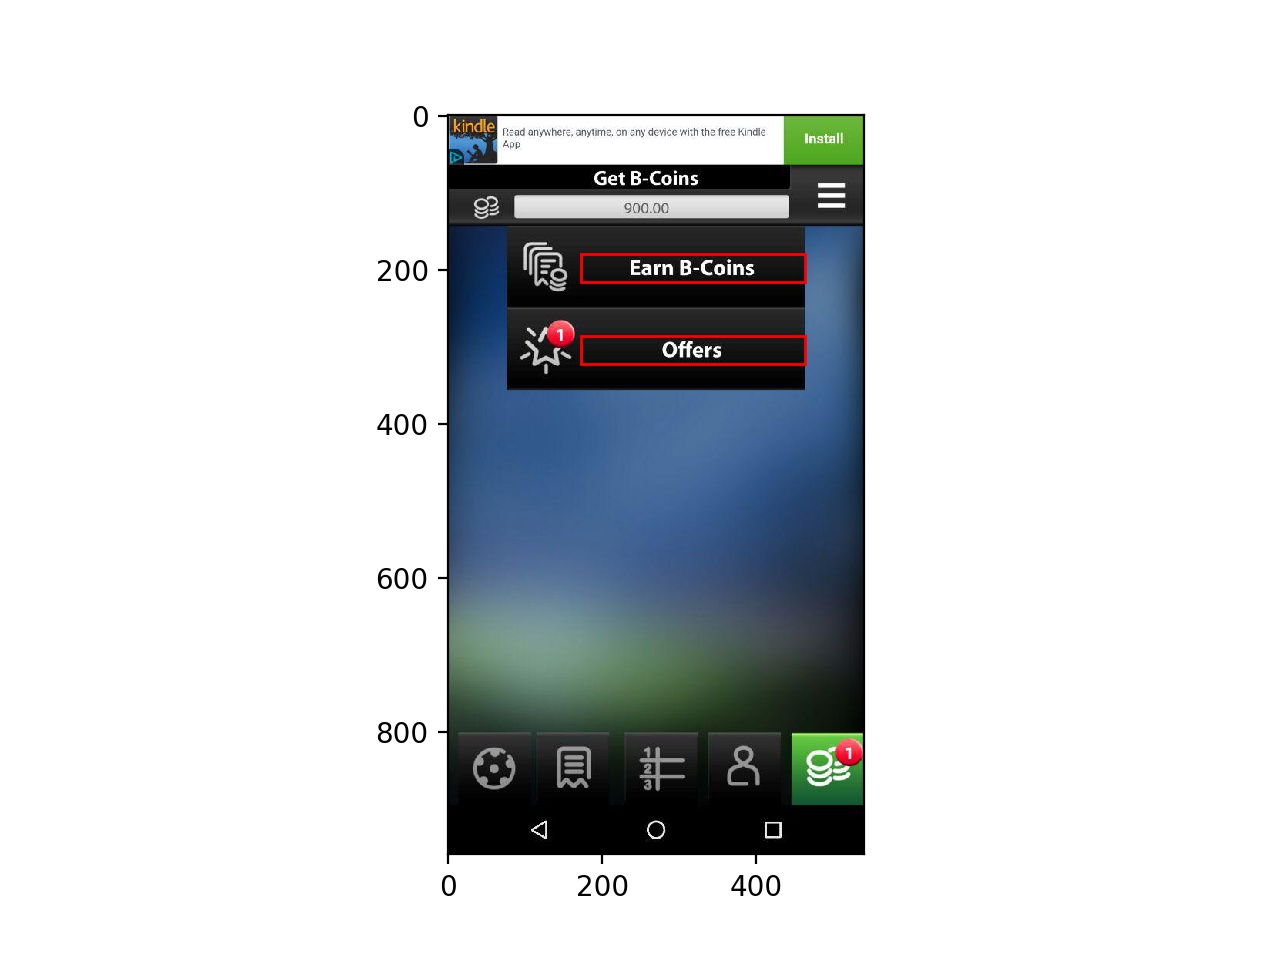 0
kindle
Read anywhere, anytime, on any device with the free Kindle
App
Install
Get B-Coins
900.00
200
Earn B-Coins
1
Offers
400
600
800
1
2
3
1
0
200
400